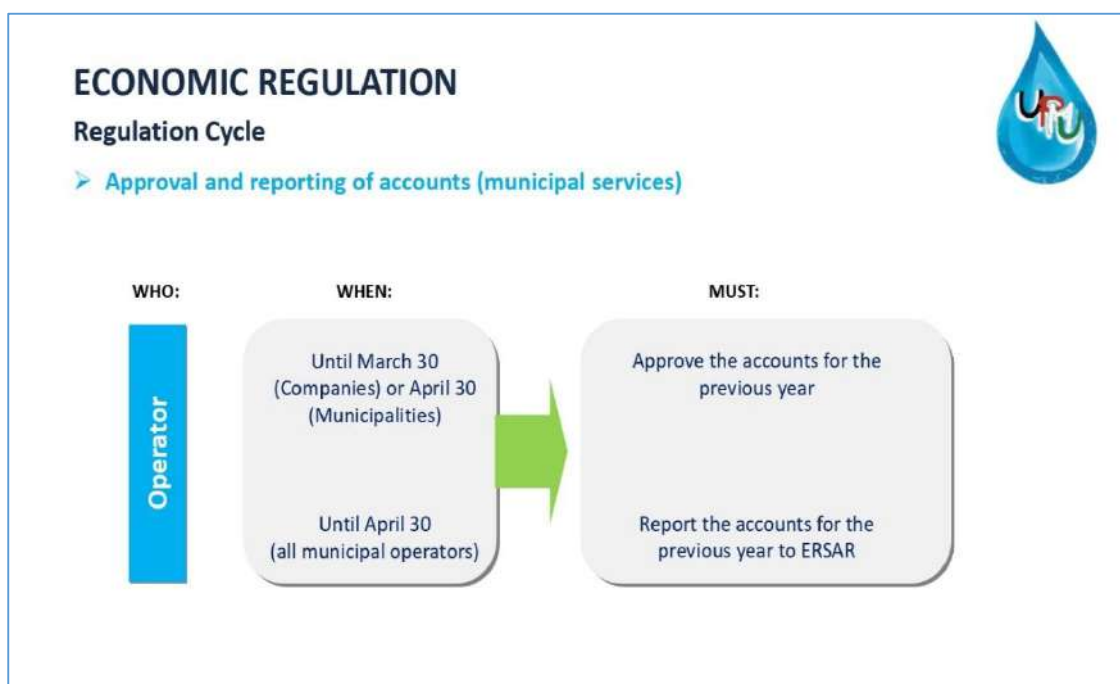 ECONOMIC REGULATION
Regulation Cycle
➢ Approval and reporting of accounts (municipal services)
UPMU
WHO:
WHEN:
MUST:
Operator
Until March 30
(Companies) or April 30
(Municipalities)
Approve the accounts for the
previous year
Until April 30
(all municipal operators)
Report the accounts for the
previous year to ERSAR